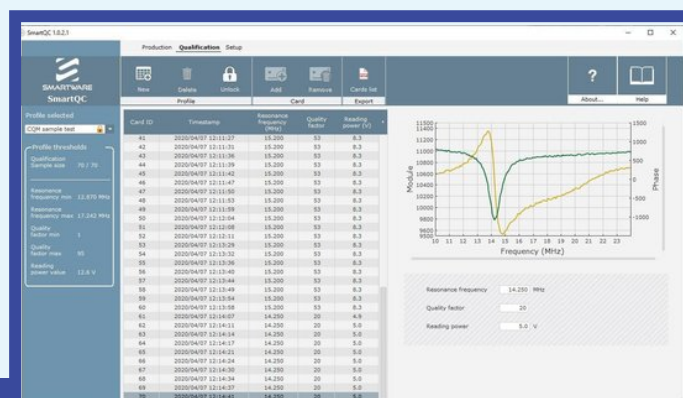 SmartQC 1.0.2.1
Production Qualification Setup
SMARTWARE
SmartQC
New Delete Unlock Add Remove Cards list
Profile Card Export
?
About... Help
Profile selected
CQM sample test
Profile thresholds
Qualification
Sample size 70 / 70
Resonance
frequency min 12.870 MHz
Resonance
frequency max 17.242 MHz
Quality
factor min 1
Quality
factor max
Reading
power value 12.6 V
Card ID Timestamp Resonance frequency (MHz) Quality factor Reading power (V)
41 2020/04/07 12:11:27 15.200 53 8.3
42 2020/04/07 12:11:31 15.200 53 8.3
43 2020/04/07 12:11:36 15.200 53 8.3
44 2020/04/07 12:11:39 15.200 53 8.3
45 2020/04/07 12:11:42 15.200 53 8.3
46 2020/04/07 12:11:47 15.200 53 8.3
47 2020/04/07 12:11:50 15.200 53 8.3
48 2020/04/07 12:11:53 15.200 53 8.3
49 2020/04/07 12:11:59 15.200 53 8.3
50 2020/04/07 12:12:04 15.200 53 8.3
51 2020/04/07 12:12:08 15.200 53 8.3
52 2020/04/07 12:12:11 15.200 53 8.3
53 2020/04/07 12:13:29 15.200 53 8.3
54 2020/04/07 12:13:32 15.200 53 8.3
55 2020/04/07 12:13:36 15.200 53 8.3
56 2020/04/07 12:13:40 15.200 53 8.3
57 2020/04/07 12:13:44 15.200 53 8.3
58 2020/04/07 12:13:49 15.200 53 8.3
59 2020/04/07 12:13:54 15.200 53 8.3
60 2020/04/07 12:13:58 15.200 53 8.3
61 2020/04/07 12:14:07 14.250 20 4.9
62 2020/04/07 12:14:11 14.250 20 5.0
63 2020/04/07 12:14:14 14.250 20 5.0
64 2020/04/07 12:14:17 14.250 20 5.0
65 2020/04/07 12:14:21 14.250 20 5.0
66 2020/04/07 12:14:24 14.250 20 5.0
67 2020/04/07 12:14:30 14.250 20 5.0
68 2020/04/07 12:14:34 14.250 20 5.0
69 2020/04/07 12:14:37 14.250 20 5.0
70 2020/04/07 12:14:41 14.250 20 5.0
11500
11400
11200
11000
10800
10600
10400
10200
10000
9800
9600
9500
Module
1500
1000
500
0
-500
-1000
Phase
10 11 12 13 14 15 16 17 18 19 20 21 22 23
Frequency (MHz)
Resonance frequency 14.250 MHz
Quality factor 20
Reading power 5.0 V